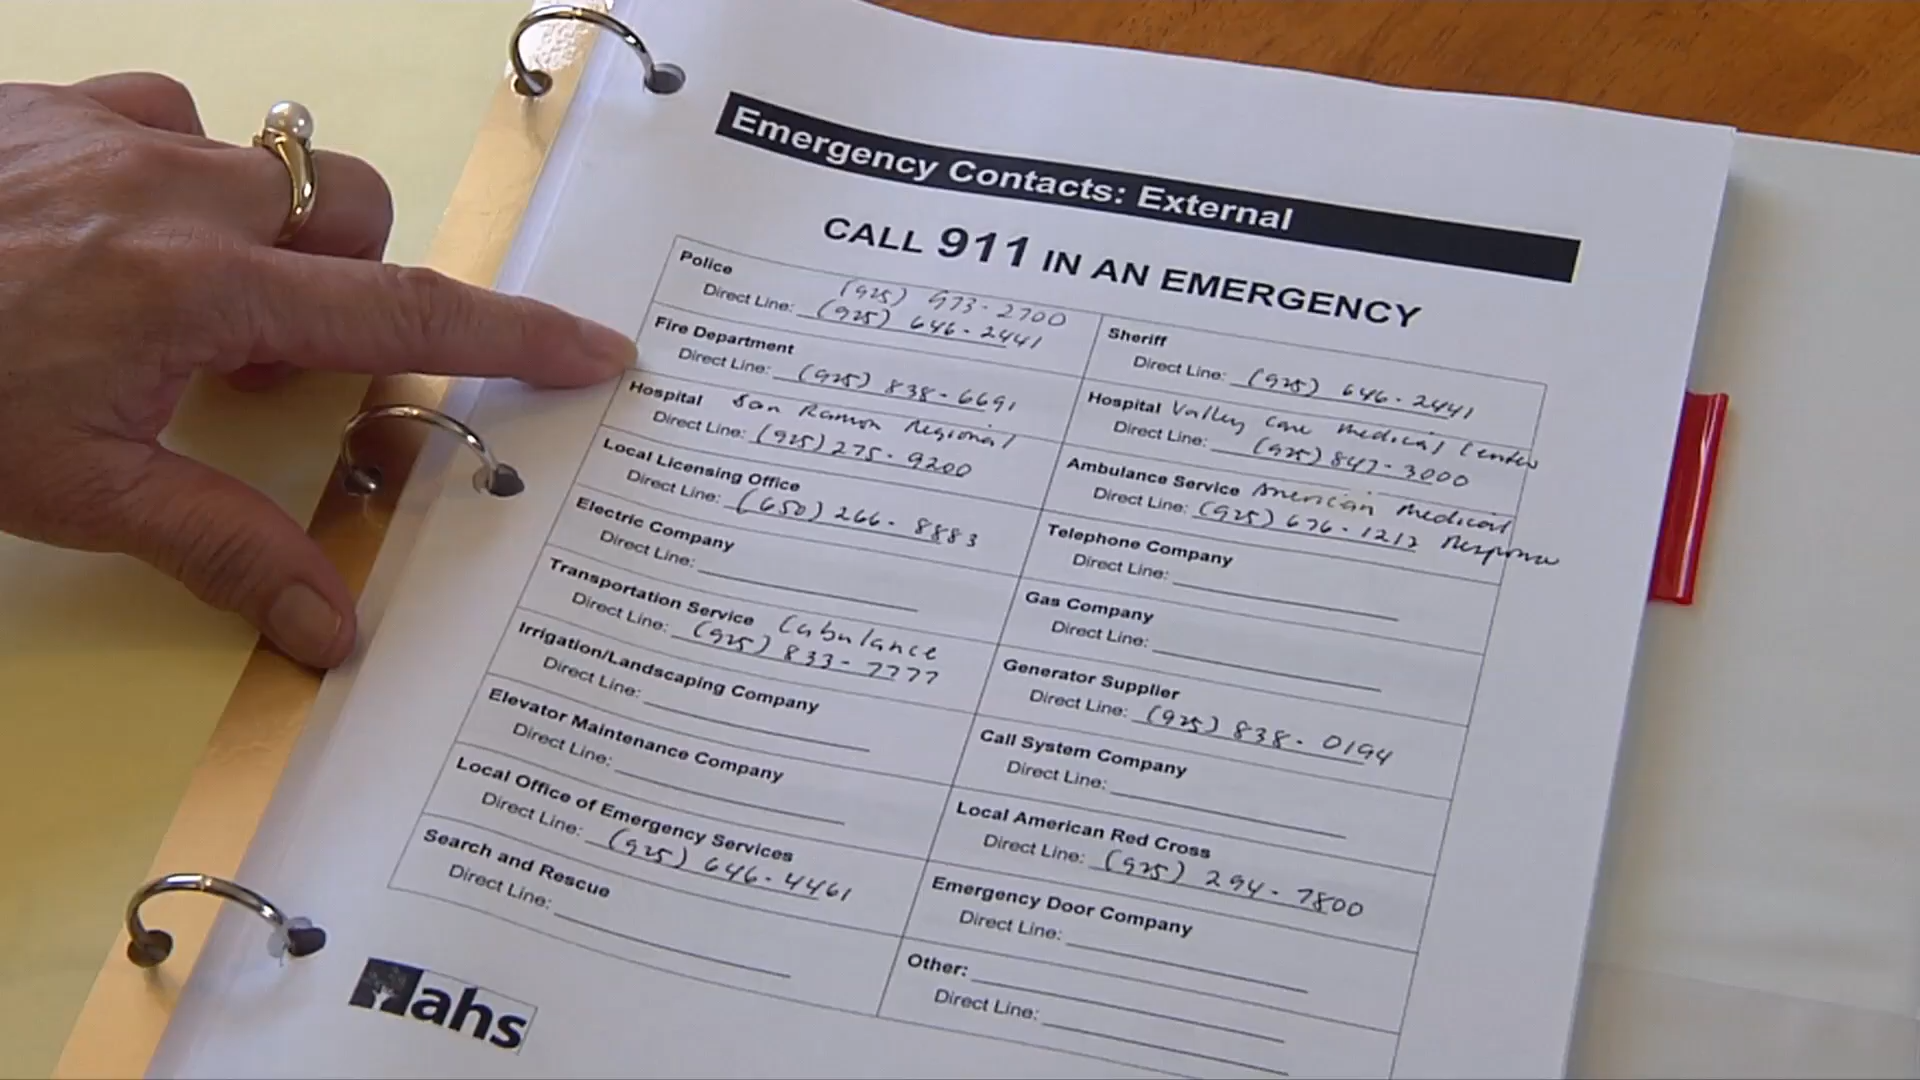 Emergency Contacts: External
CALL 911 IN AN EMERGENCY
Police
(925) 973-2700
Direct Line: (925) 646-2441
Fire Department
Direct Line: (925) 838-6691
Hospital San Ramon Regional
Direct Line: (925) 275-9200
Local Licensing Office
Direct Line: (650) 266-8883
Electric Company
Direct Line:
Transportation Service Cabulance
Direct Line: (925) 833-7777
Irrigation/Landscaping Company
Direct Line:
Elevator Maintenance Company
Direct Line:
Local Office of Emergency Services
Direct Line: (925) 646-4461
Search and Rescue
Direct Line:
Sheriff
Direct Line: (925) 646-2441
Hospital Valley Care Medical Center
Direct Line: (925) 847-3000
Ambulance Service American Medical
Direct Line: (925) 676-1212 Response
Telephone Company
Direct Line:
Gas Company
Direct Line:
Generator Supplier
Direct Line: (925) 838-0194
Call System Company
Direct Line:
Local American Red Cross
Direct Line: (925) 294-7800
Emergency Door Company
Direct Line:
Other:
Direct Line:
ahs